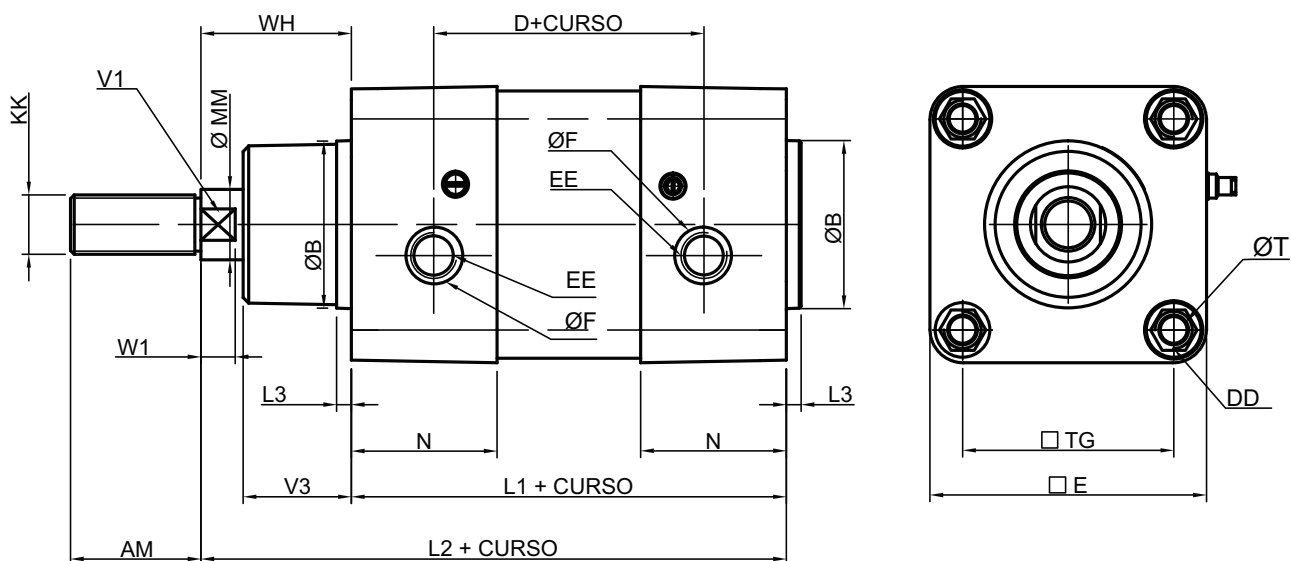 WH
D+CURSO
V1
KK
Ø MM
ØF
EE
ØB
ØB
EE
ØF
ØT
W1
L3
L3
DD
N
N
□ TG
V3
L1 + CURSO
□ E
AM
L2 + CURSO